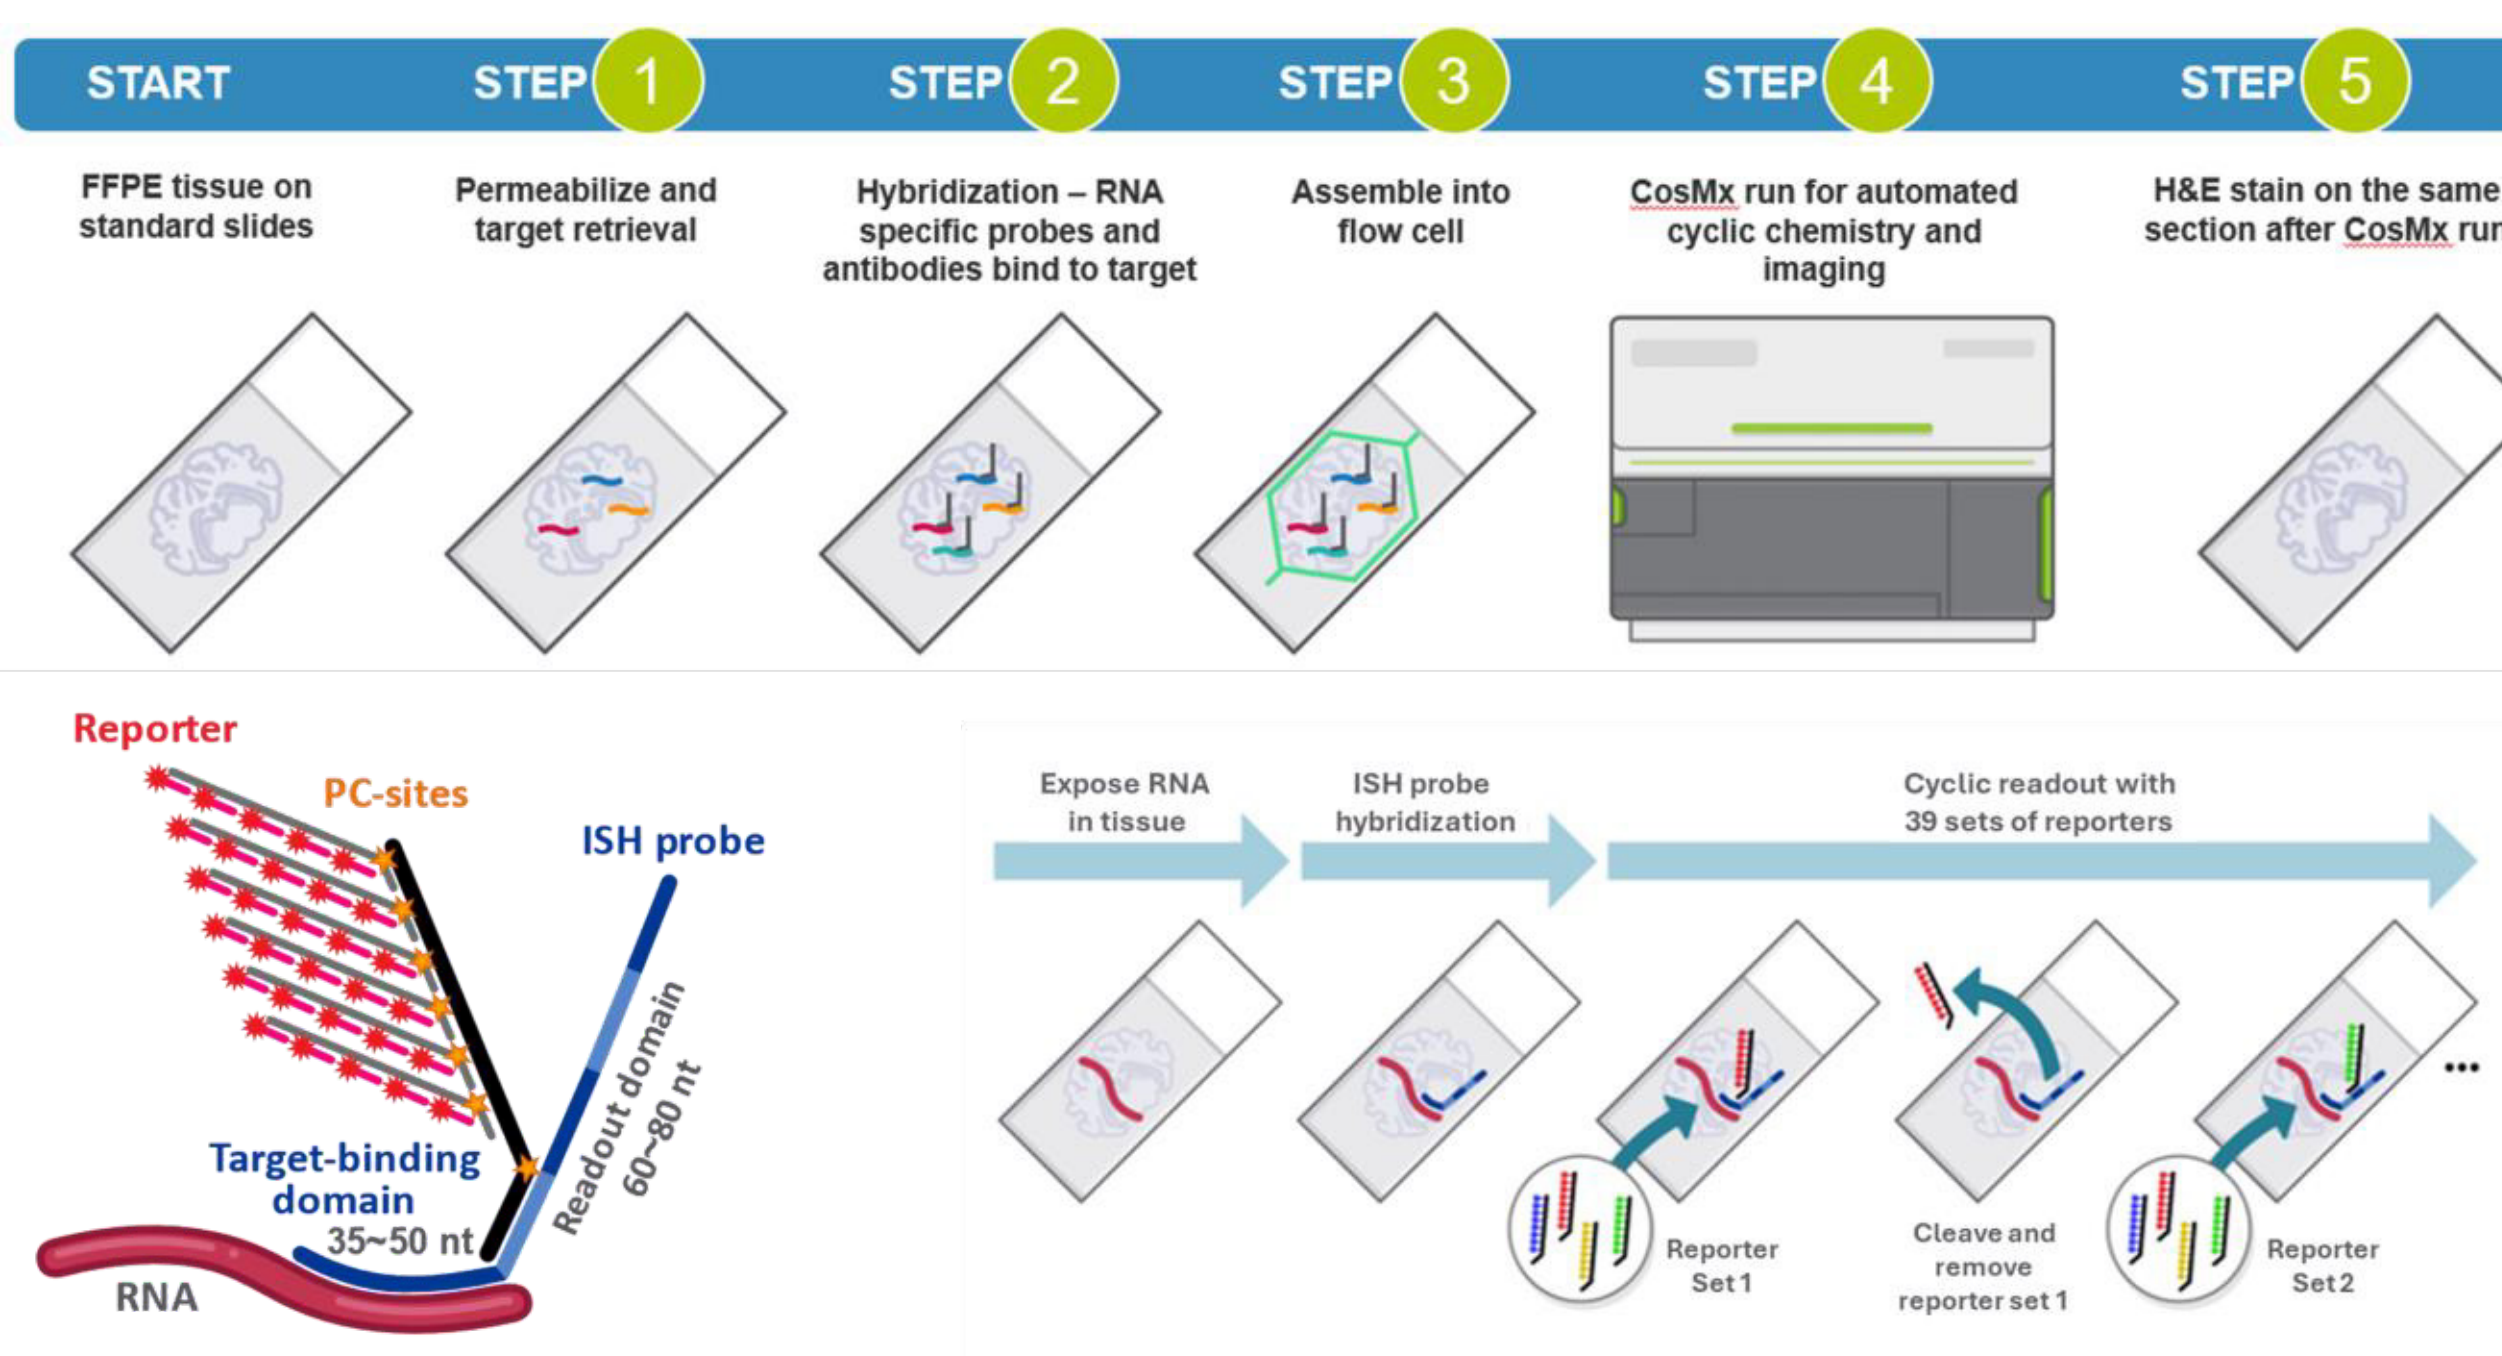 START
STEP 1
STEP 2
STEP 3
STEP 4
STEP 5
FFPE tissue on
standard slides
Permeabilize and
target retrieval
Hybridization – RNA
specific probes and
antibodies bind to target
Assemble into
flow cell
CosMx run for automated
cyclic chemistry and
imaging
H&E stain on the same
section after CosMx run
Reporter
PC-sites
ISH probe
Readout domain
60~80 nt
Target-binding
domain
35~50 nt
RNA
Expose RNA
in tissue
ISH probe
hybridization
Cyclic readout with
39 sets of reporters
Reporter
Set 1
Cleave and
remove
reporter set 1
Reporter
Set 2
...